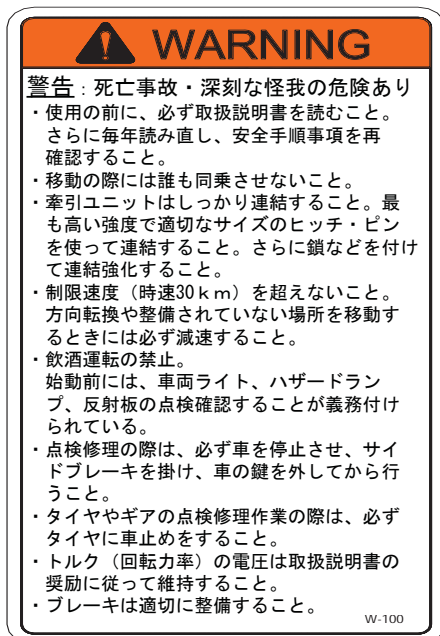 WARNING
警告：死亡事故・深刻な怪我の危険あり
・使用の前に、必ず取扱説明書を読むこと。
さらに毎年読み直し、安全手順事項を再
確認すること。
・移動の際には誰も同乗させないこと。
・牽引ユニットはしっかり連結すること。最
も高い強度で適切なサイズのヒッチ・ピン
を使って連結すること。さらに鎖などを付け
て連結強化すること。
・制限速度（時速30ｋｍ）を超えないこと。
方向転換や整備されていない場所を移動す
るときには必ず減速すること。
・飲酒運転の禁止。
始動前には、車両ライト、ハザードラン
プ、反射板の点検確認することが義務付け
られている。
・点検修理の際は、必ず車を停止させ、サイ
ドブレーキを掛け、車の鍵を外してから行
うこと。
・タイヤやギアの点検修理作業の際は、必ず
タイヤに車止めをすること。
・トルク（回転力率）の電圧は取扱説明書の
奨励に従って維持すること。
・ブレーキは適切に整備すること。
W-100